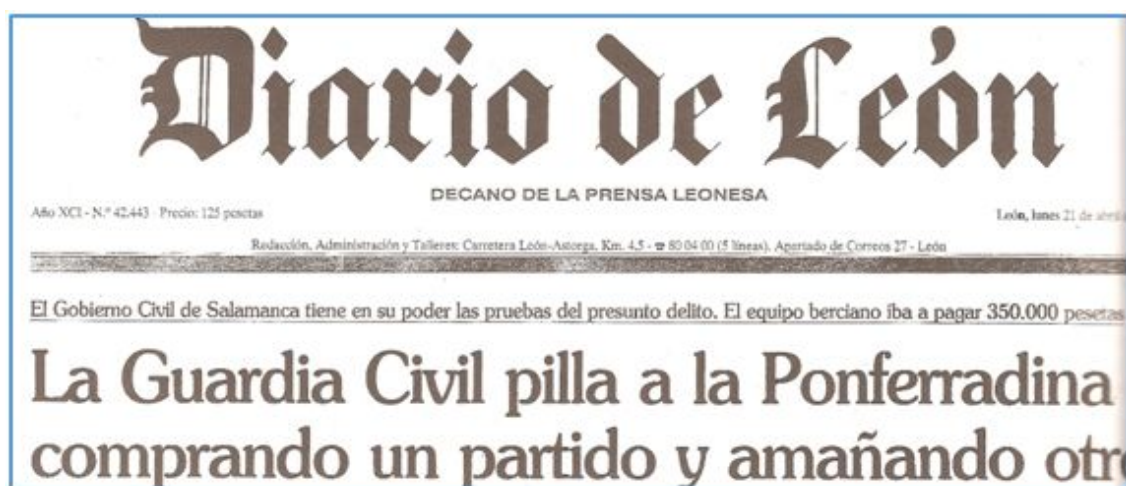 Diario de León
DECANO DE LA PRENSA LEONESA
Año XCI - N.º 42.443 - Precio: 125 pesetas
León, lunes 21 de abril
Redacción, Administración y Talleres: Carretera León-Astorga, Km. 4,5 - ☎ 80 04 00 (5 líneas). Apartado de Correos 27 - León
El Gobierno Civil de Salamanca tiene en su poder las pruebas del presunto delito. El equipo berciano iba a pagar 350.000 pesetas
La Guardia Civil pilla a la Ponferradina
comprando un partido y amañando otro